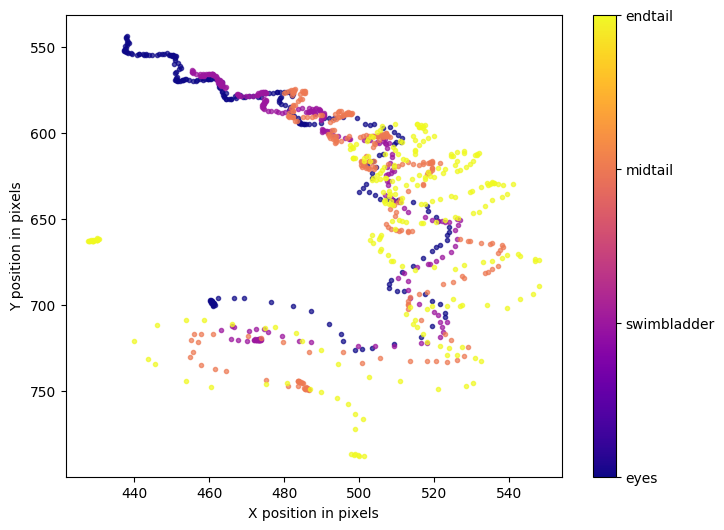 Y position in pixels
550
600
650
700
750
440
460
480
500
520
540
X position in pixels
endtail
midtail
swimbladder
eyes